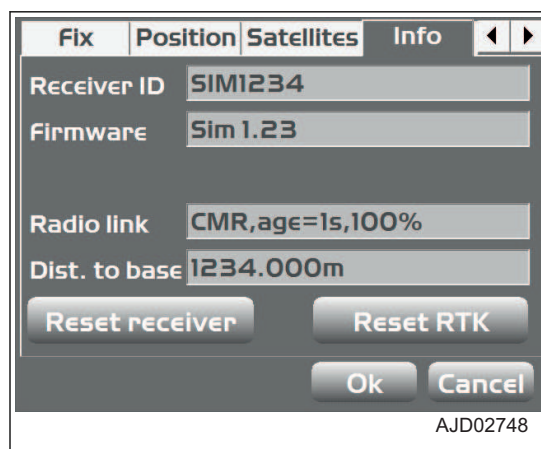 Fix Position Satellites Info
Receiver ID SIM1234
Firmware Sim 1.23
Radio link CMR,age=1s,100%
Dist. to base 1234.000m
Reset receiver Reset RTK
Ok Cancel
AJD02748